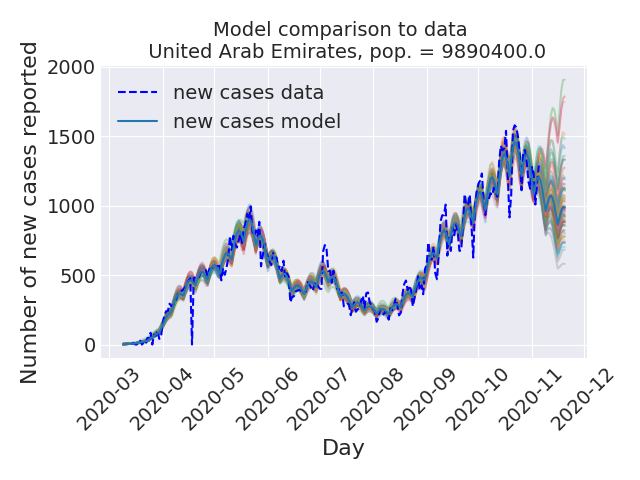 Model comparison to data
United Arab Emirates, pop. = 9890400.0
Number of new cases reported
2000
1500
1000
500
0
new cases data
new cases model
2020-03
2020-04
2020-05
2020-06
2020-07
2020-08
2020-09
2020-10
2020-11
2020-12
Day